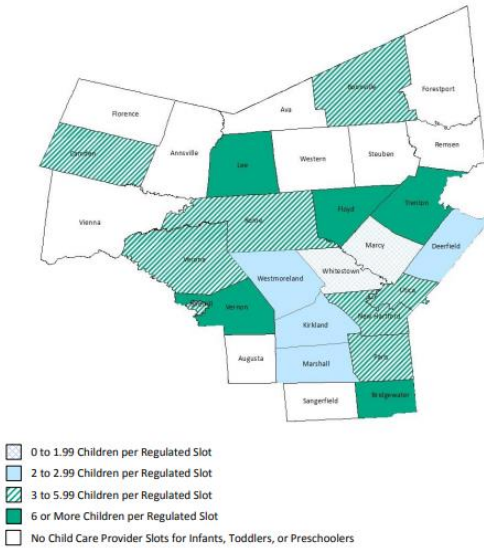 Boonville
Forestport
Ava
Florence
Remsen
Camden
Annsville
Lee
Western
Steuben
Trenton
Floyd
Vienna
Rome
Marcy
Deerfield
Verona
Whitestown
Westmoreland
Utica
New Hartford
Vernon
Kirkland
Paris
Augusta
Marshall
Sangerfield
Bridgewater
0 to 1.99 Children per Regulated Slot
2 to 2.99 Children per Regulated Slot
3 to 5.99 Children per Regulated Slot
6 or More Children per Regulated Slot
No Child Care Provider Slots for Infants, Toddlers, or Preschoolers